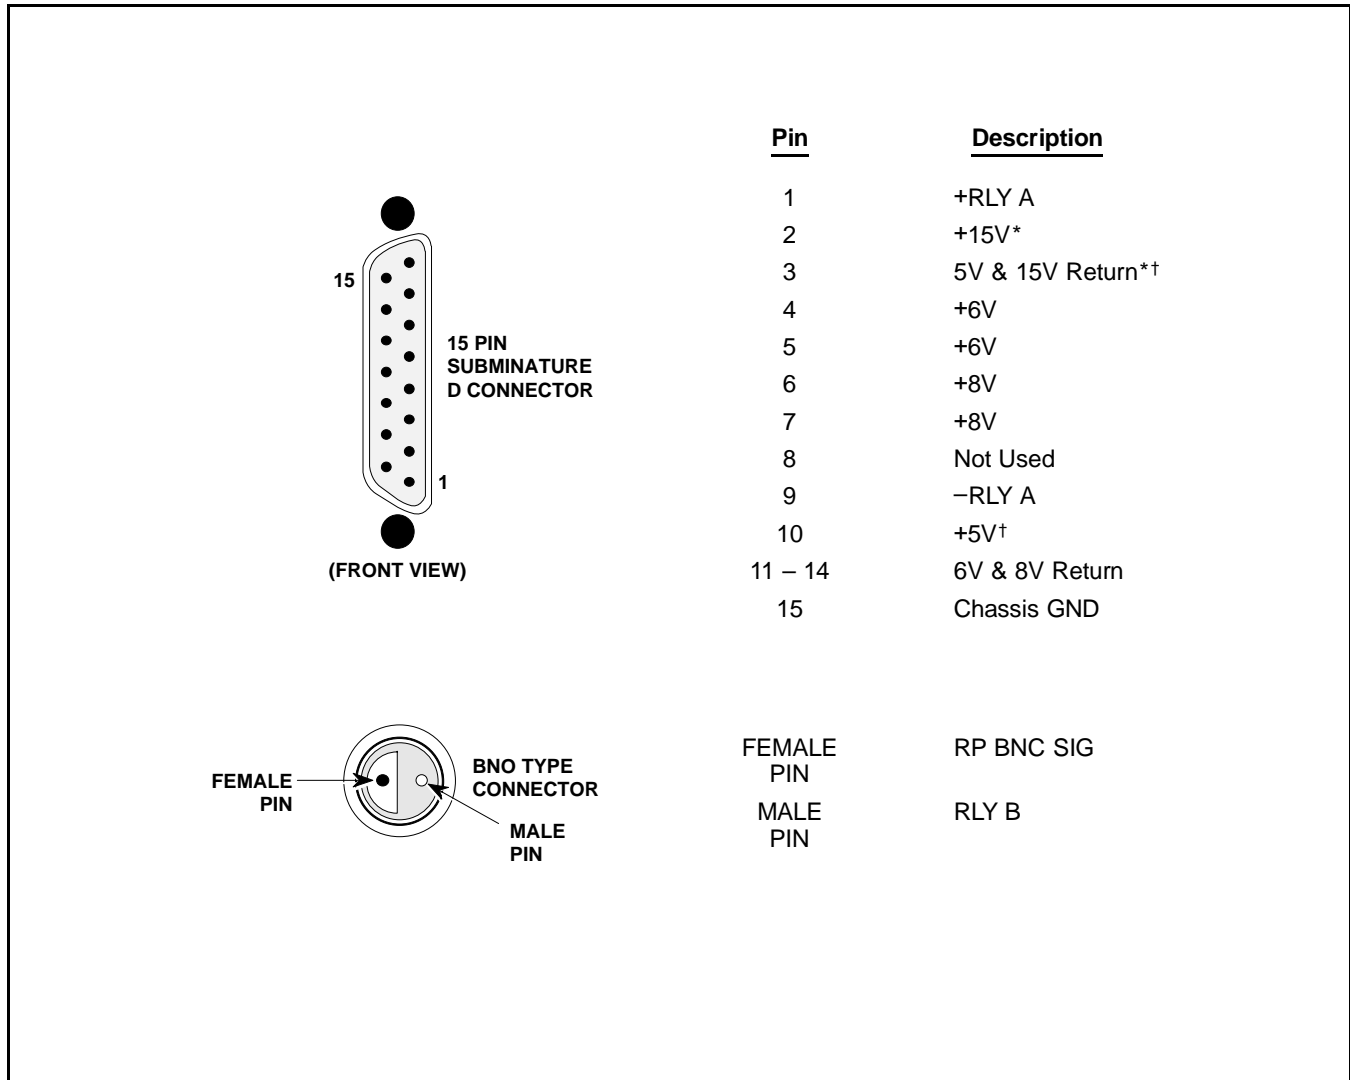 Pin Description
1 +RLY A
2 +15V*
3 5V & 15V Return*†
4 +6V
5 +6V
6 +8V
7 +8V
8 Not Used
9 –RLY A
10 +5V†
11 – 14 6V & 8V Return
15 Chassis GND
15
15 PIN
SUBMINATURE
D CONNECTOR
1
(FRONT VIEW)
FEMALE
PIN
BNO TYPE
CONNECTOR
MALE
PIN
FEMALE RP BNC SIG
PIN
MALE RLY B
PIN